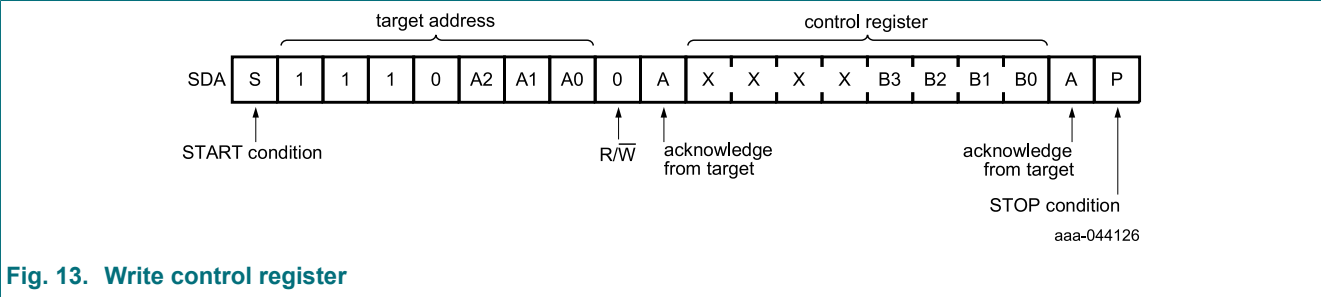 target address control register
SDA S 1 1 1 0 A2 A1 A0 0 A X X X X B3 B2 B1 B0 A P
START condition R/W̅ acknowledge from target acknowledge from target
STOP condition
aaa-044126
Fig. 13. Write control register